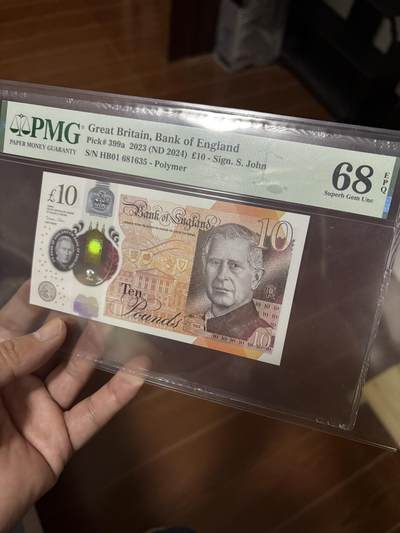 PMG
PAPER MONEY GUARANTY
Great Britain, Bank of England
Pick# 399a 2023 (ND 2024) £10 - Sign. S. John
S/N HB01 681635 - Polymer
68 EPQ
Superb Gem Unc
£10
Bank of England
10
Ten
Pounds
10